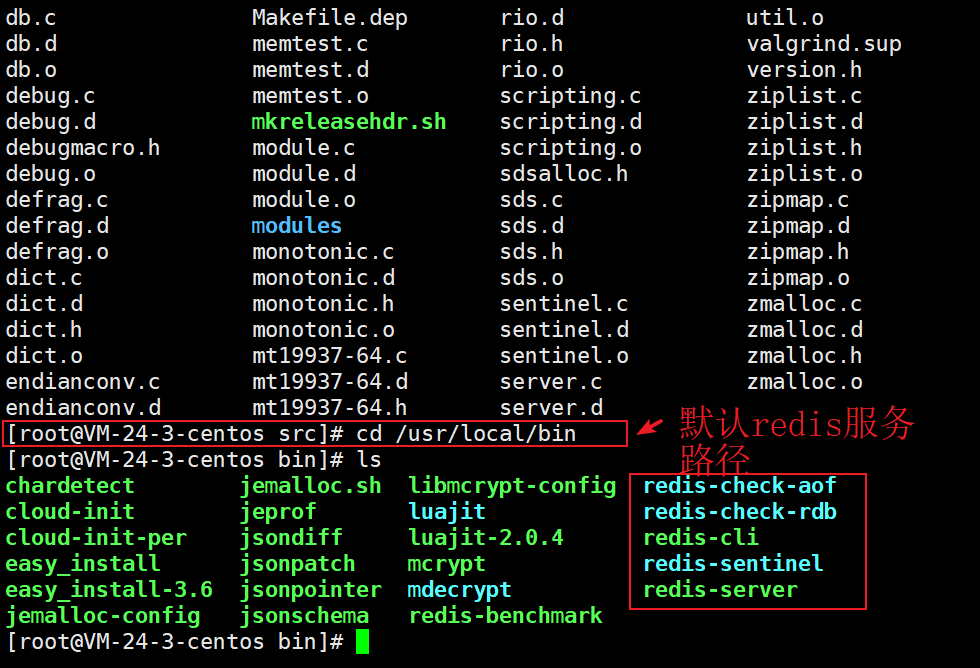 db.c Makefile.dep rio.d util.o
db.d memtest.c rio.h valgrind.sup
db.o memtest.d rio.o version.h
debug.c memtest.o scripting.c ziplist.c
debug.d mkreleasehdr.sh scripting.d ziplist.d
debugmacro.h module.c scripting.o ziplist.h
debug.o module.d sdsalloc.h ziplist.o
defrag.c module.o sds.c zipmap.c
defrag.d modules sds.d zipmap.d
defrag.o monotonic.c sds.h zipmap.h
dict.c monotonic.d sds.o zipmap.o
dict.d monotonic.h sentinel.c zmalloc.c
dict.h monotonic.o sentinel.d zmalloc.d
dict.o mt19937-64.c sentinel.o zmalloc.h
endianconv.c mt19937-64.d server.c zmalloc.o
endianconv.d mt19937-64.h server.d
[root@VM-24-3-centos src]# cd /usr/local/bin
默认redis服务
路径
[root@VM-24-3-centos bin]# ls
chardetect jemalloc.sh libmcrypt-config redis-check-aof
cloud-init jeprof luajit redis-check-rdb
cloud-init-per jsondiff luajit-2.0.4 redis-cli
easy_install jsonpatch mcrypt redis-sentinel
easy_install-3.6 jsonpointer mdecrypt redis-server
jemalloc-config jsonschema redis-benchmark
[root@VM-24-3-centos bin]#